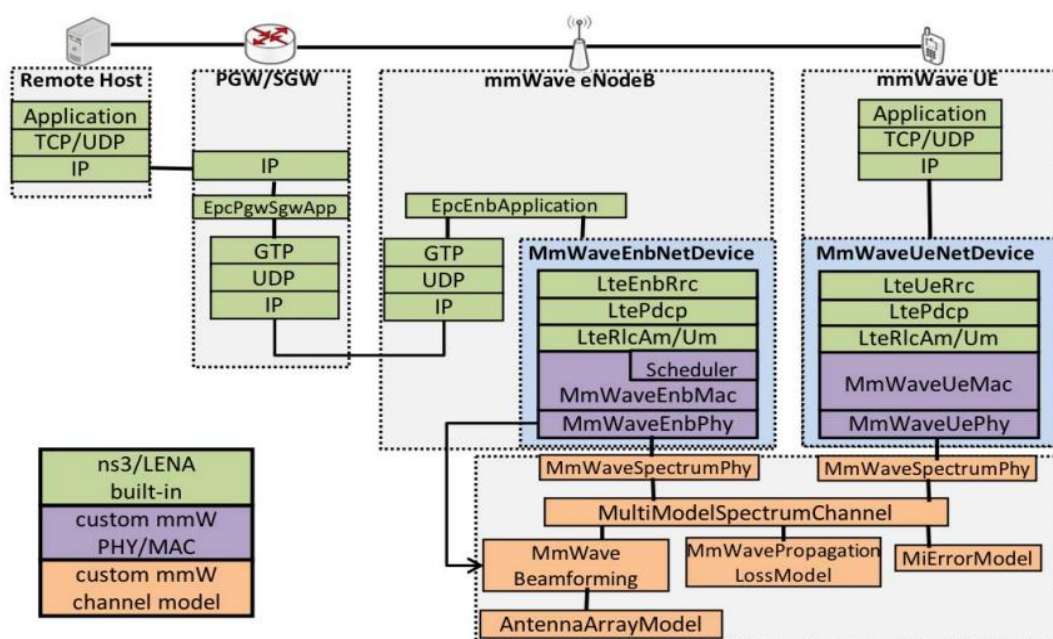 Remote Host
Application
TCP/UDP
IP
PGW/SGW
IP
EpcPgwSgwApp
GTP
UDP
IP
mmWave eNodeB
EpcEnbApplication
GTP
UDP
IP
MmWaveEnbNetDevice
LteEnbRrc
LtePdcp
LteRlcAm/Um
Scheduler
MmWaveEnbMac
MmWaveEnbPhy
mmWave UE
Application
TCP/UDP
IP
MmWaveUeNetDevice
LteUeRrc
LtePdcp
LteRlcAm/Um
MmWaveUeMac
MmWaveUePhy
MmWaveSpectrumPhy
MmWaveSpectrumPhy
MultiModelSpectrumChannel
MmWave
Beamforming
MmWavePropagation
LossModel
MiErrorModel
AntennaArrayModel
ns3/LENA
built-in
custom mmW
PHY/MAC
custom mmW
channel model